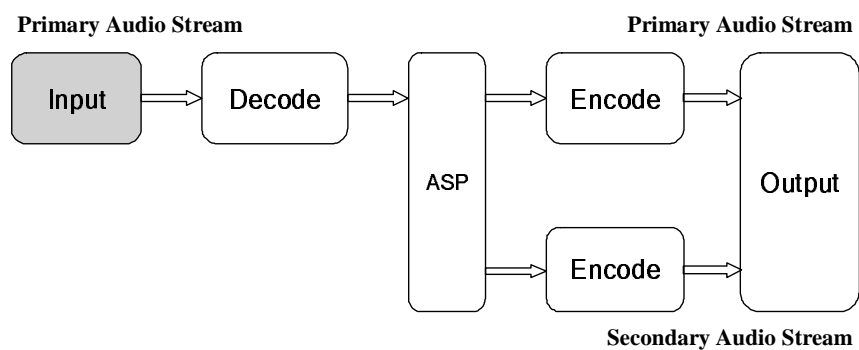 Primary Audio Stream
Primary Audio Stream
Input
Decode
ASP
Encode
Output
Encode
Secondary Audio Stream